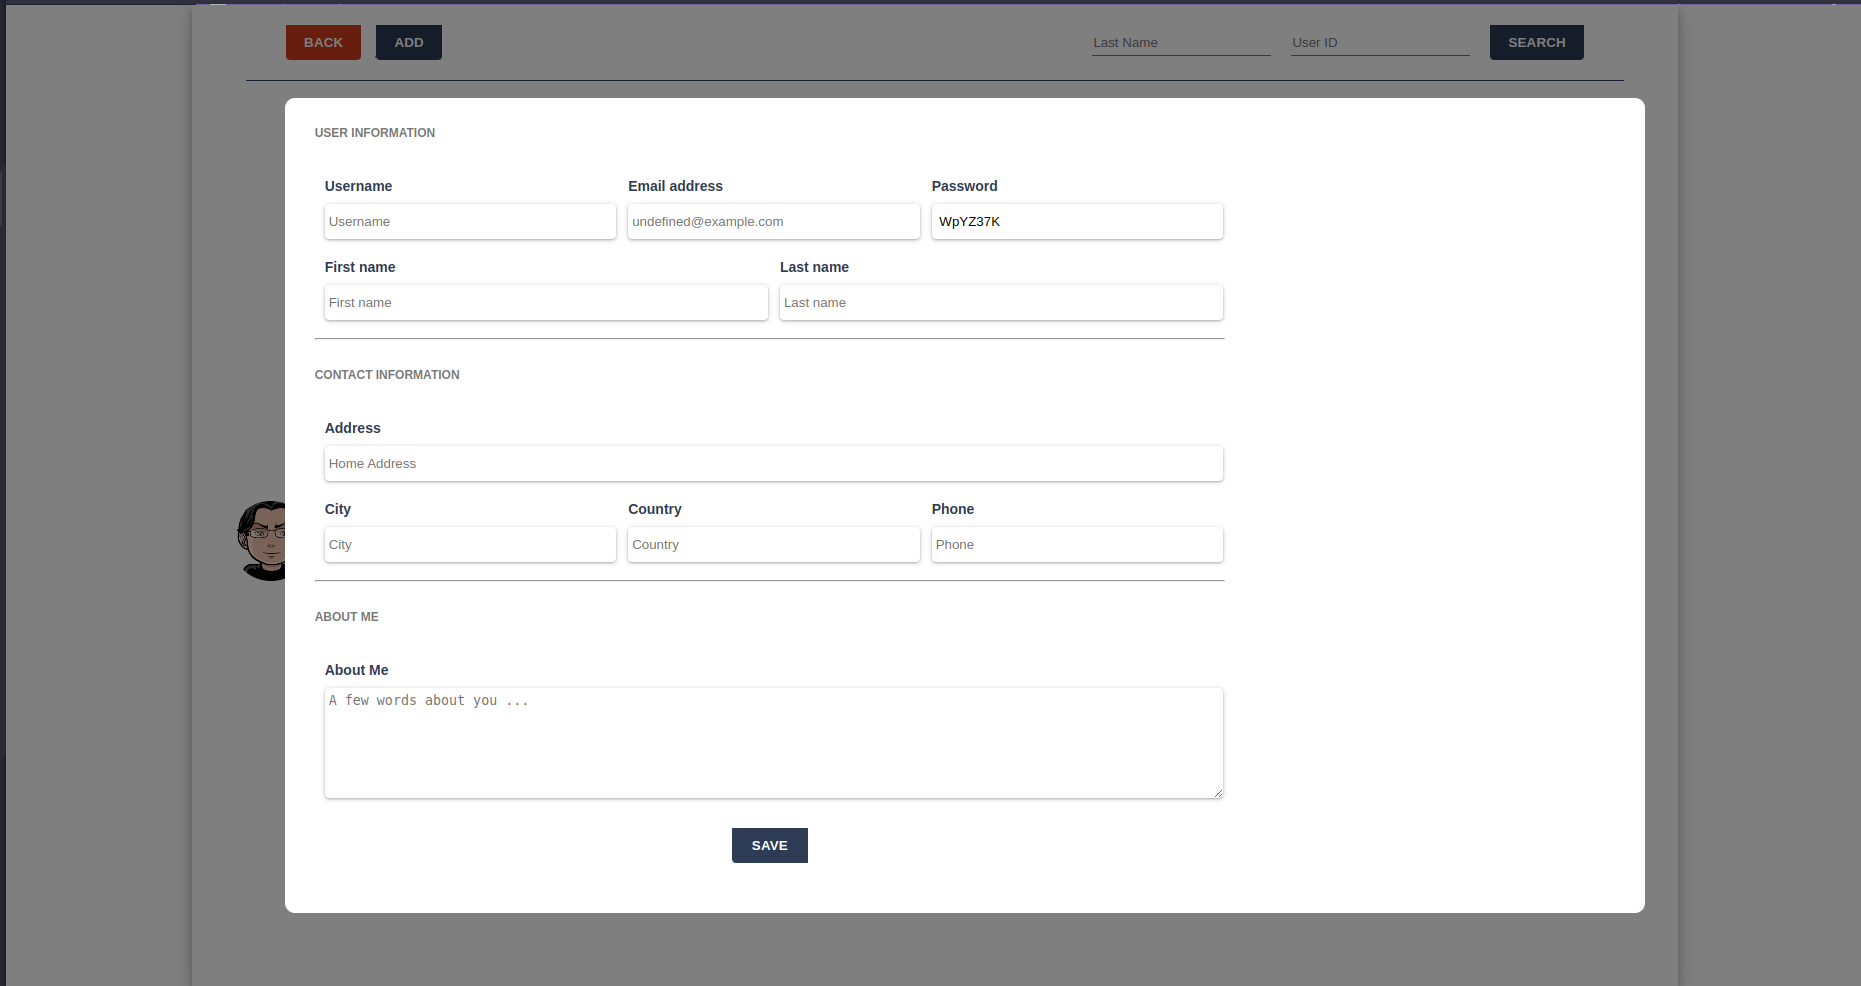 BACK ADD Last Name User ID SEARCH
USER INFORMATION
Username Email address Password
Username undefined@example.com WpYZ37K
First name Last name
First name Last name
CONTACT INFORMATION
Address
Home Address
City Country Phone
City Country Phone
ABOUT ME
About Me
A few words about you ...
SAVE